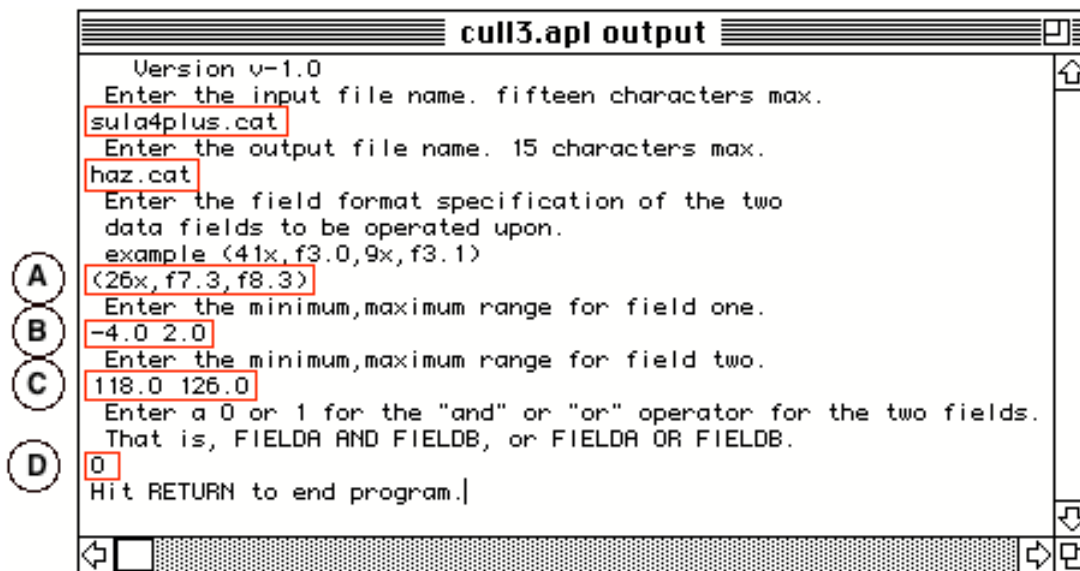 cull3.apl output
Version v-1.0
Enter the input file name. fifteen characters max.
sula4plus.cat
Enter the output file name. 15 characters max.
haz.cat
Enter the field format specification of the two
data fields to be operated upon.
example (41x,f3.0,9x,f3.1)
A (26x,f7.3,f8.3)
Enter the minimum,maximum range for field one.
B -4.0 2.0
Enter the minimum,maximum range for field two.
C 118.0 126.0
Enter a 0 or 1 for the "and" or "or" operator for the two fields.
That is, FIELDA AND FIELDB, or FIELDA OR FIELDB.
D 0
Hit RETURN to end program.